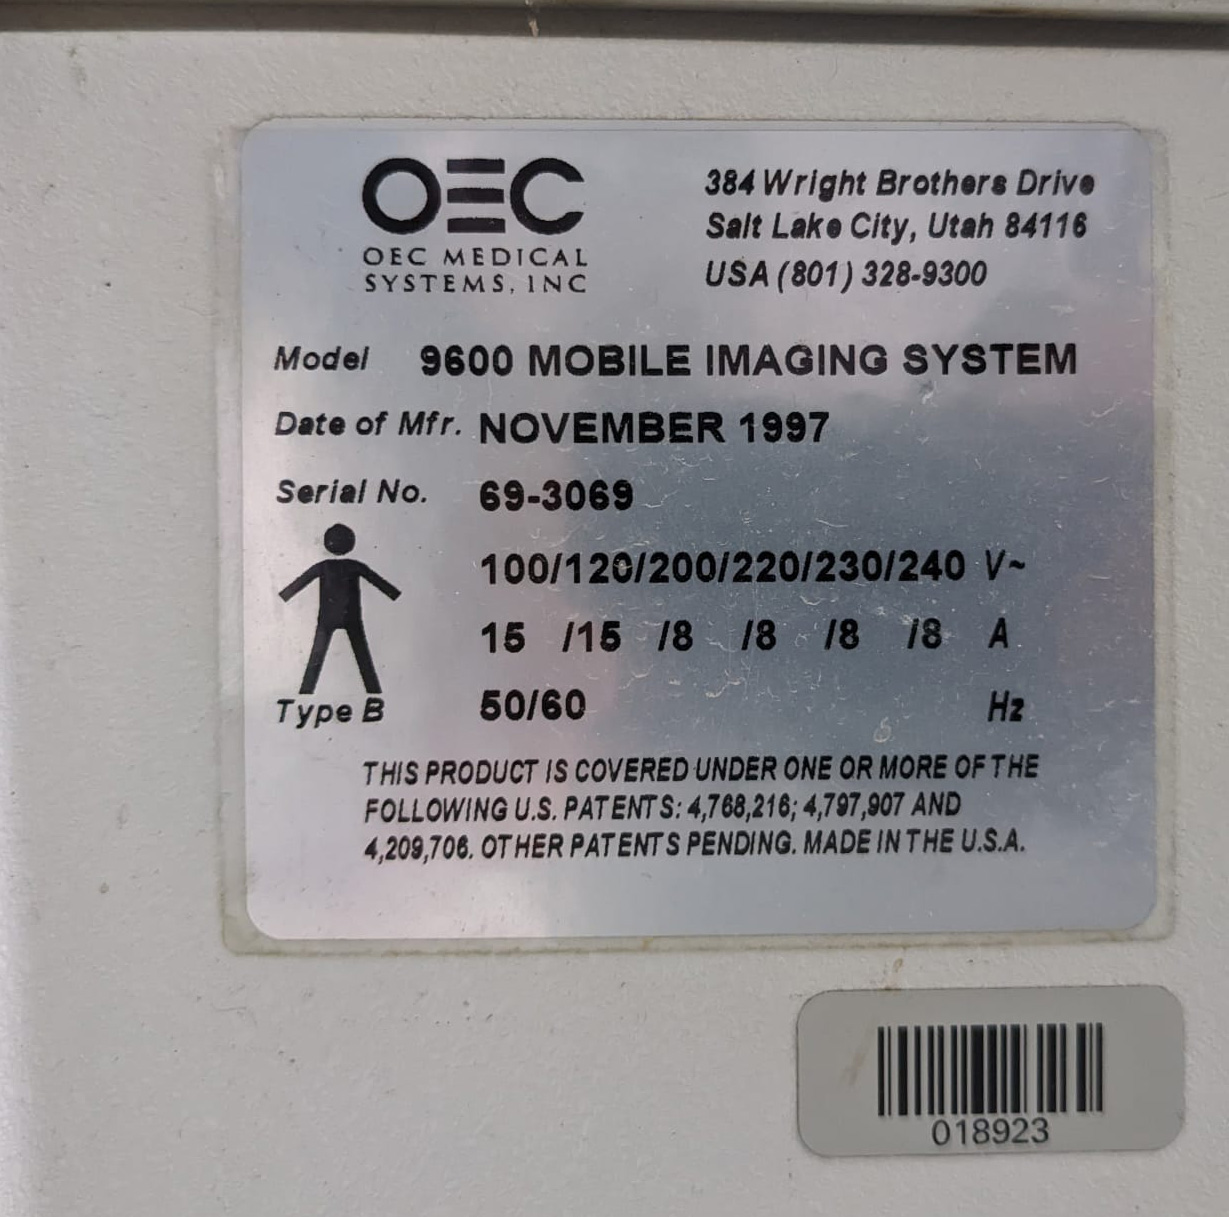 OEC
OEC MEDICAL
SYSTEMS, INC
384 Wright Brothers Drive
Salt Lake City, Utah 84116
USA (801) 328-9300
Model 9600 MOBILE IMAGING SYSTEM
Date of Mfr. NOVEMBER 1997
Serial No. 69-3069
100/120/200/220/230/240 V~
15 /15 /8 /8 /8 /8 A
Type B 50/60 Hz
THIS PRODUCT IS COVERED UNDER ONE OR MORE OF THE
FOLLOWING U.S. PATENTS: 4,768,216; 4,797,907 AND
4,209,706. OTHER PATENTS PENDING. MADE IN THE U.S.A.
018923